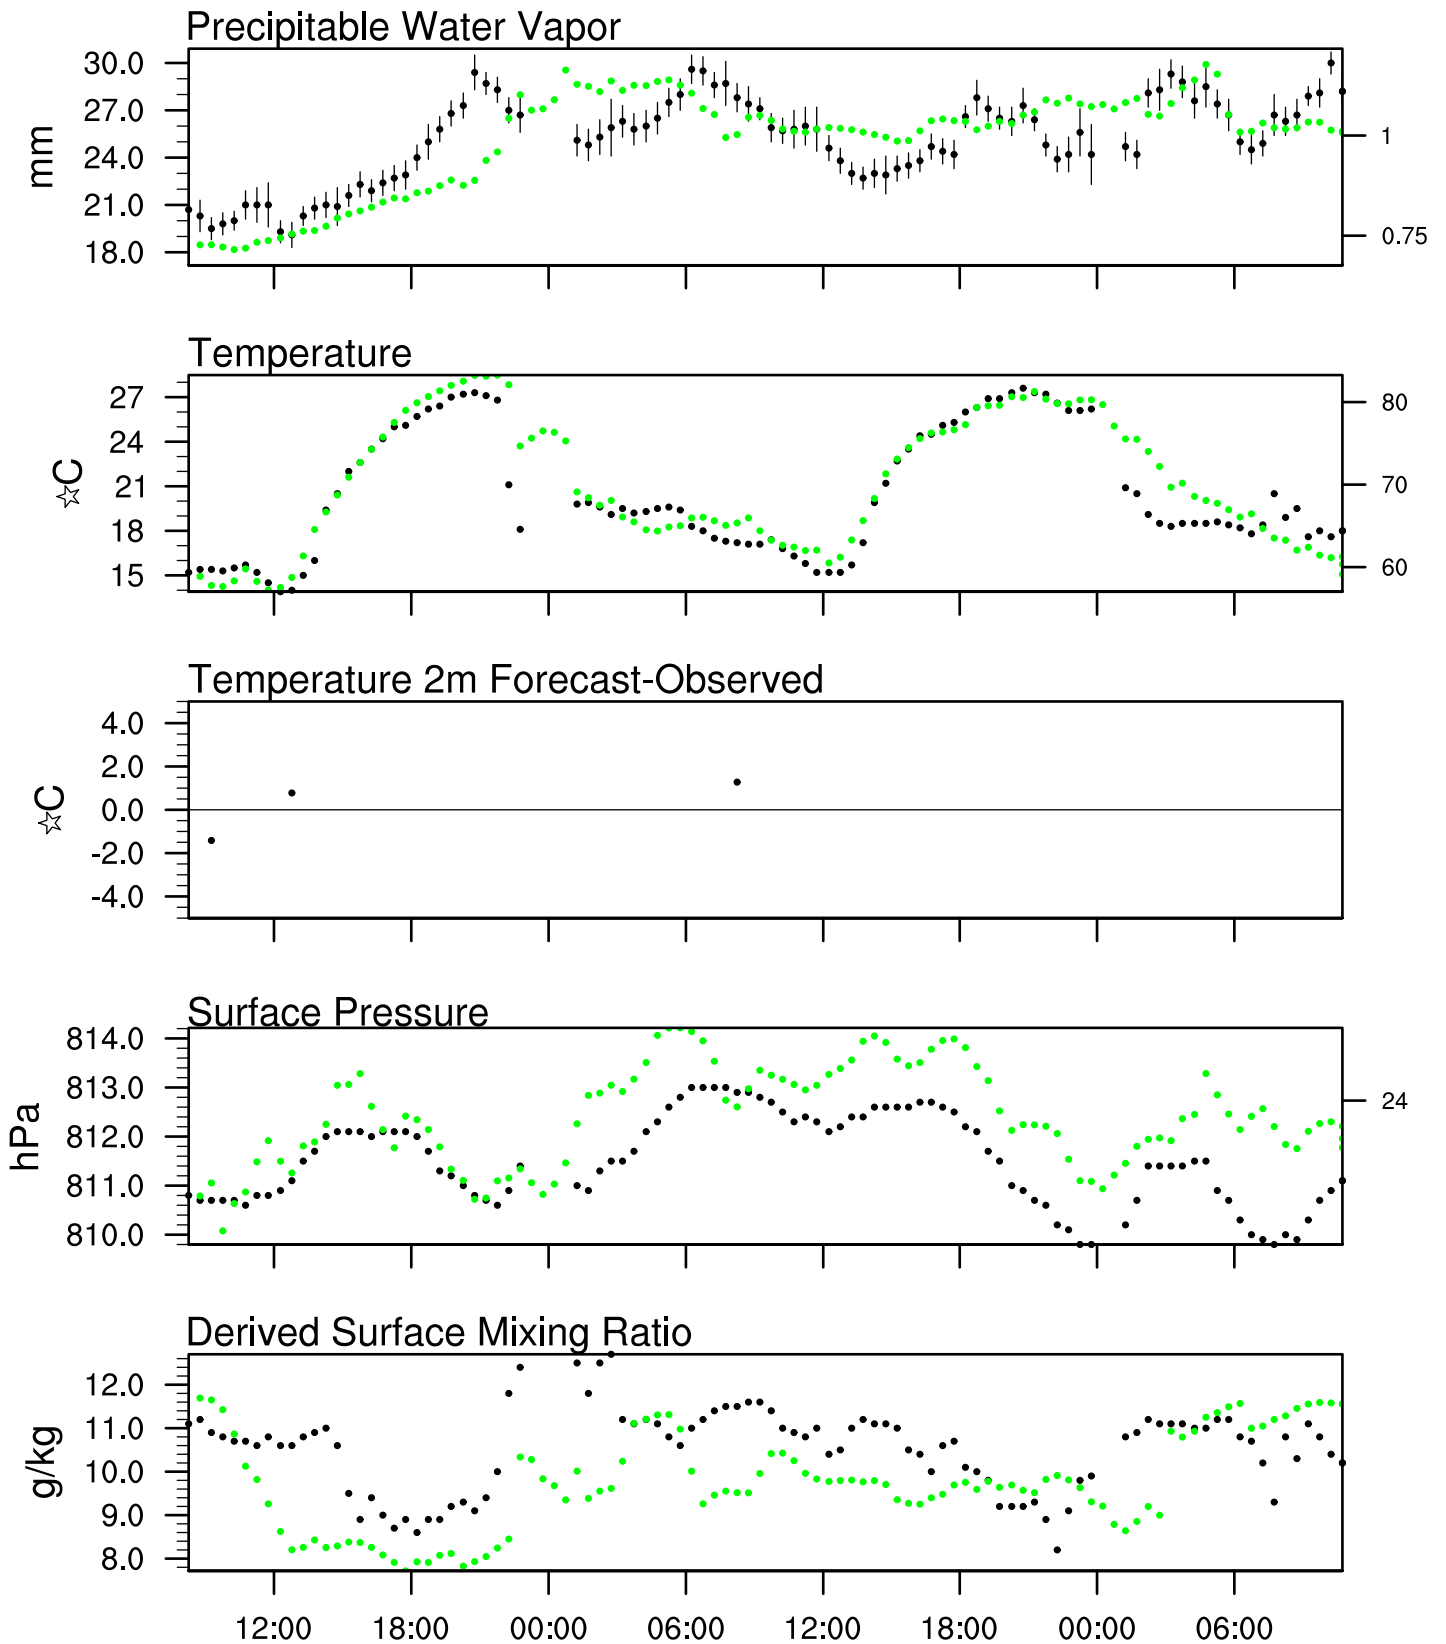 Precipitable Water Vapor
30.0
27.0
24.0
21.0
18.0
mm
1
0.75
Temperature
27
24
21
18
15
☆C
80
70
60
Temperature 2m Forecast-Observed
4.0
2.0
0.0
-2.0
-4.0
☆C
Surface Pressure
814.0
813.0
812.0
811.0
810.0
hPa
24
Derived Surface Mixing Ratio
12.0
11.0
10.0
9.0
8.0
g/kg
12:00 18:00 00:00 06:00 12:00 18:00 00:00 06:00